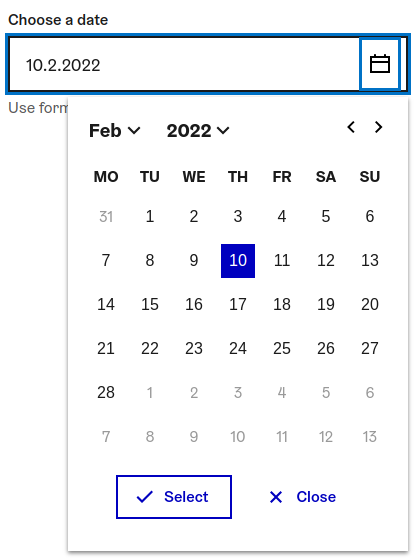 Choose a date
10.2.2022
Use form
Feb 2022
MO TU WE TH FR SA SU
31 1 2 3 4 5 6
7 8 9 10 11 12 13
14 15 16 17 18 19 20
21 22 23 24 25 26 27
28 1 2 3 4 5 6
7 8 9 10 11 12 13
Select Close